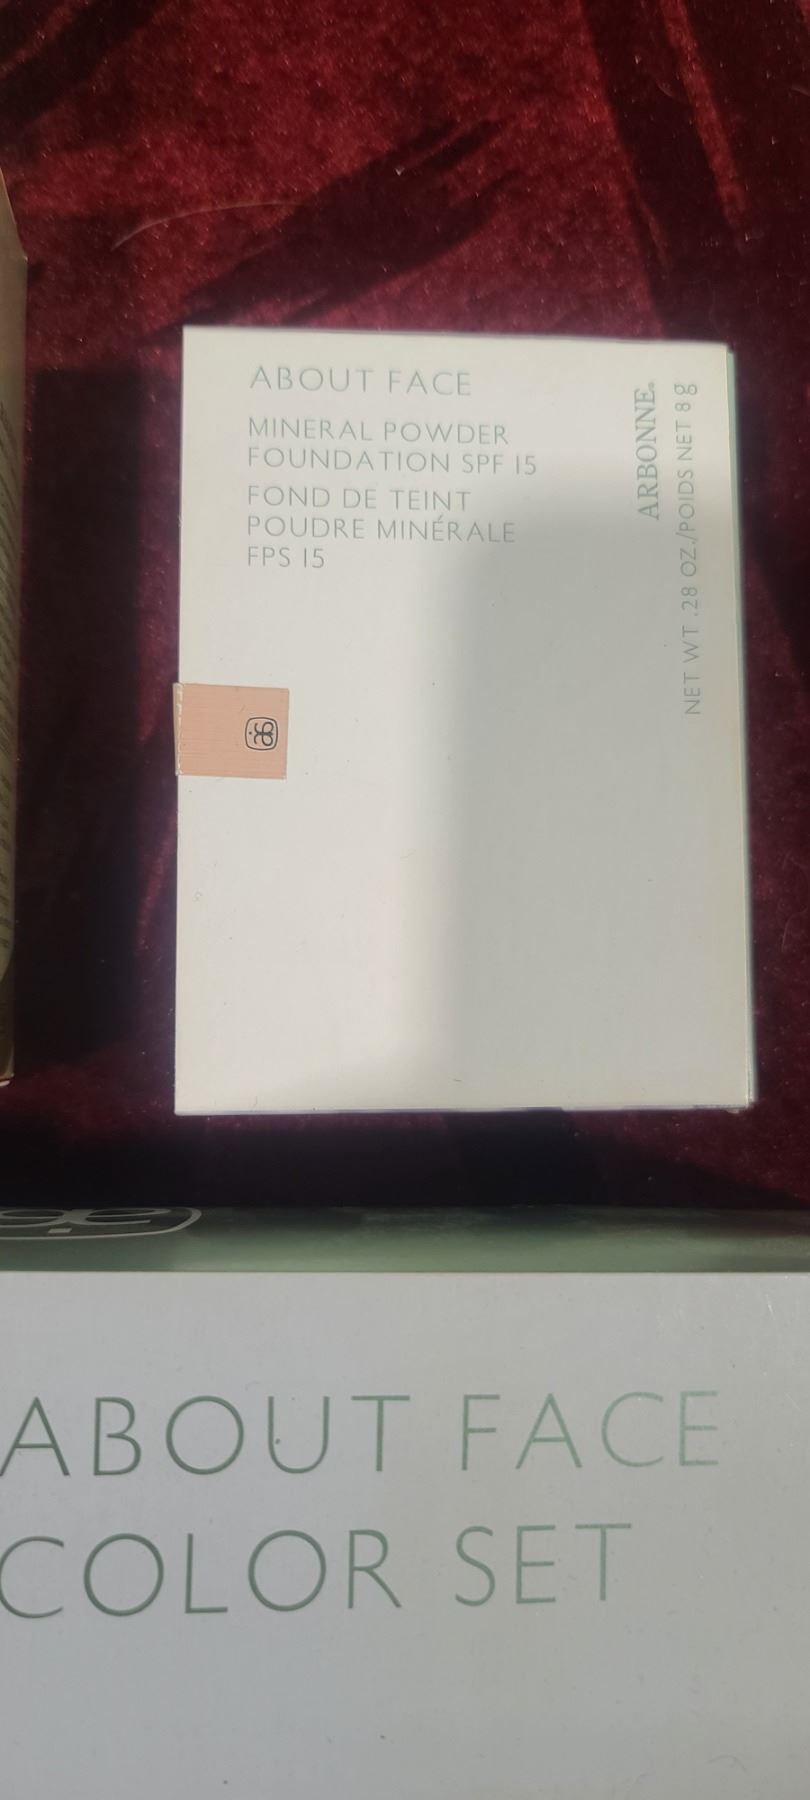 ABOUT FACE
MINERAL POWDER
FOUNDATION SPF 15
FOND DE TEINT
POUDRE MINÉRALE
FPS 15
ARBONNE®
NET WT .28 OZ./POIDS NET 8 g
ABOUT FACE
COLOR SET